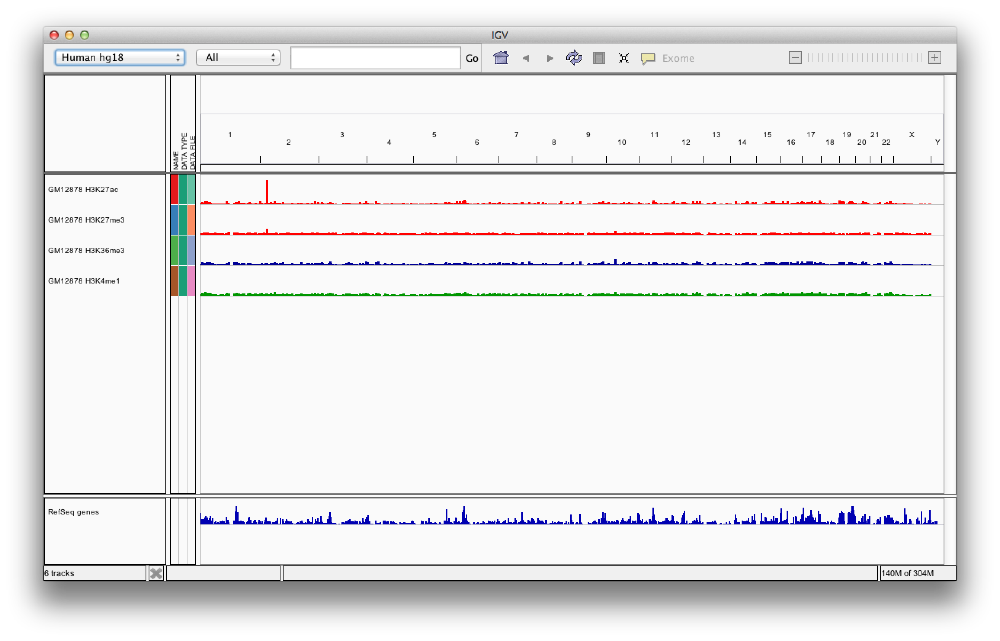 IGV
Human hg18 All Go Exome
NAME
DATA TYPE
DATA FILE
1 3 5 7 9 11 13 15 17 19 21 X
2 4 6 8 10 12 14 16 18 20 22 Y
GM12878 H3K27ac
GM12878 H3K27me3
GM12878 H3K36me3
GM12878 H3K4me1
RefSeq genes
6 tracks 140M of 304M